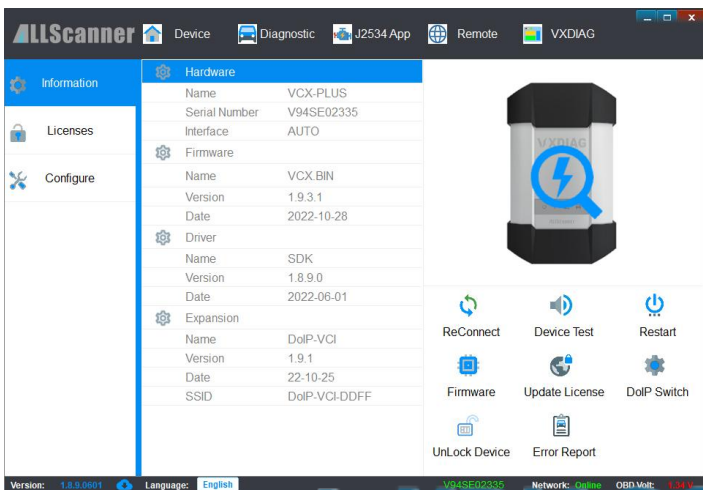 ALLScanner
Device
Diagnostic
J2534 App
Remote
VXDIAG
Information
Licenses
Configure
Hardware
Name VCX-PLUS
Serial Number V94SE02335
Interface AUTO
Firmware
Name VCX.BIN
Version 1.9.3.1
Date 2022-10-28
Driver
Name SDK
Version 1.8.9.0
Date 2022-06-01
Expansion
Name DoIP-VCI
Version 1.9.1
Date 22-10-25
SSID DoIP-VCI-DDFF
VXDIAG
ReConnect
Device Test
Restart
Firmware
Update License
DoIP Switch
UnLock Device
Error Report
Version: 1.8.9.0601 Language: English V94SE02335 Network: Online OBD Volt: 1.34 V